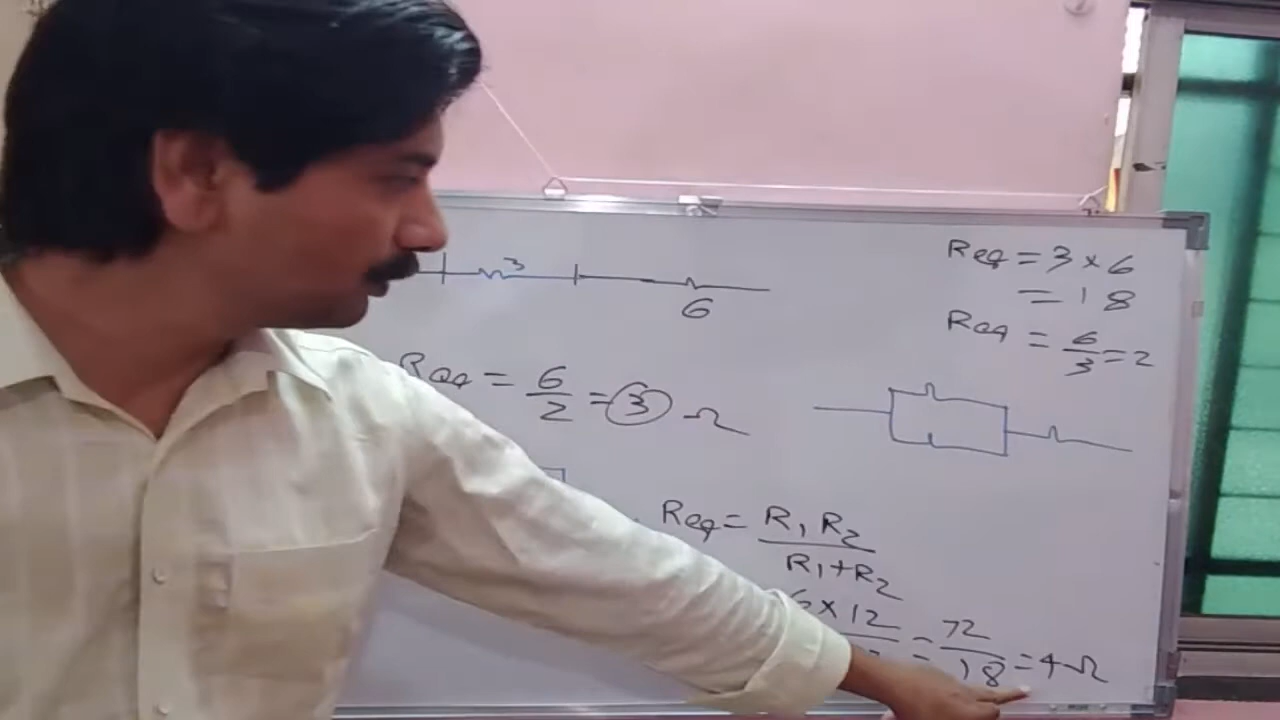 3
6
Req = 6/2 = 3 Ω
Req = 3 × 6
= 18
Req = 6/3 = 2
Req = R1 R2 / R1+R2
6 × 12
= 72/18 = 4 Ω